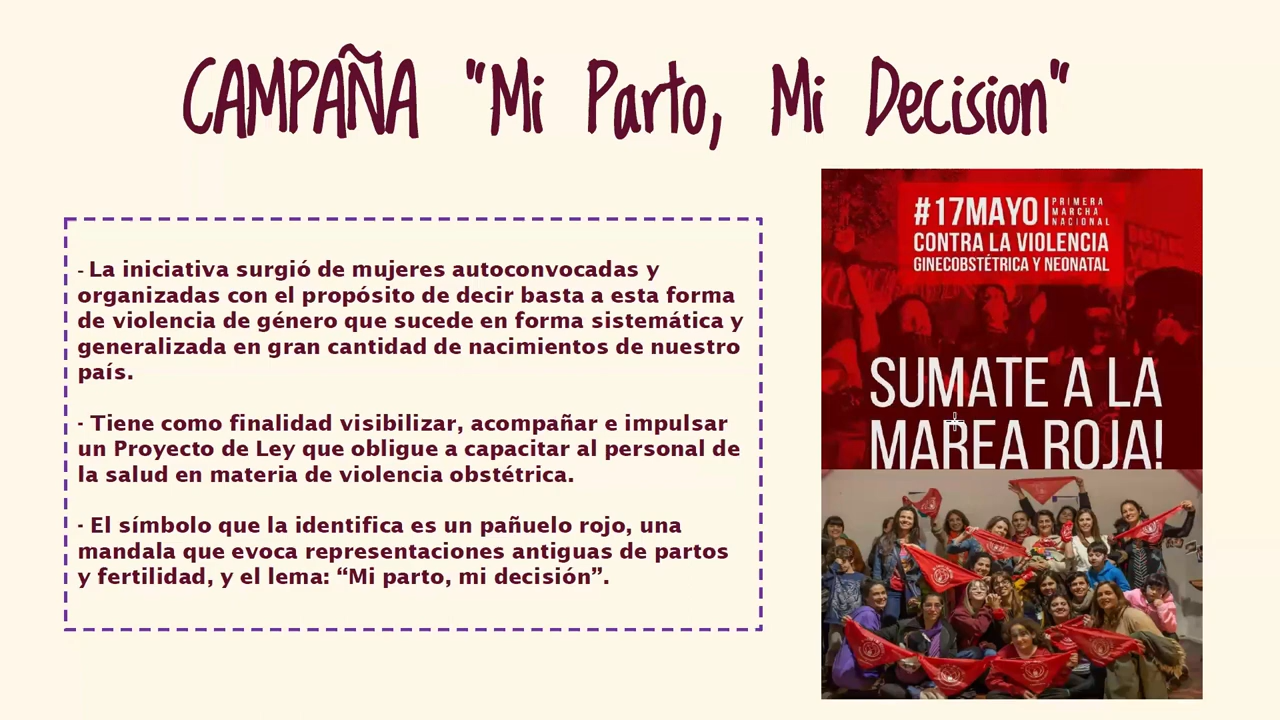 CAMPAÑA "Mi Parto, Mi Decision"
- La iniciativa surgió de mujeres autoconvocadas y
organizadas con el propósito de decir basta a esta forma
de violencia de género que sucede en forma sistemática y
generalizada en gran cantidad de nacimientos de nuestro
país.
- Tiene como finalidad visibilizar, acompañar e impulsar
un Proyecto de Ley que obligue a capacitar al personal de
la salud en materia de violencia obstétrica.
- El símbolo que la identifica es un pañuelo rojo, una
mandala que evoca representaciones antiguas de partos
y fertilidad, y el lema: “Mi parto, mi decisión”.
#17MAYO
PRIMERA
MARCHA
NACIONAL
CONTRA LA VIOLENCIA
GINECOBSTÉTRICA Y NEONATAL
SUMATE A LA
MAREA ROJA!